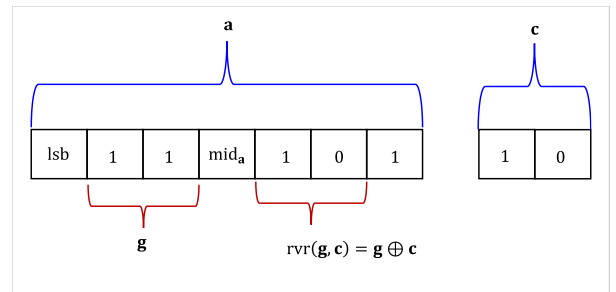 a
c
lsb 1 1 mid_a 1 0 1 1 0
g
rvr(g, c) = g ⊕ c